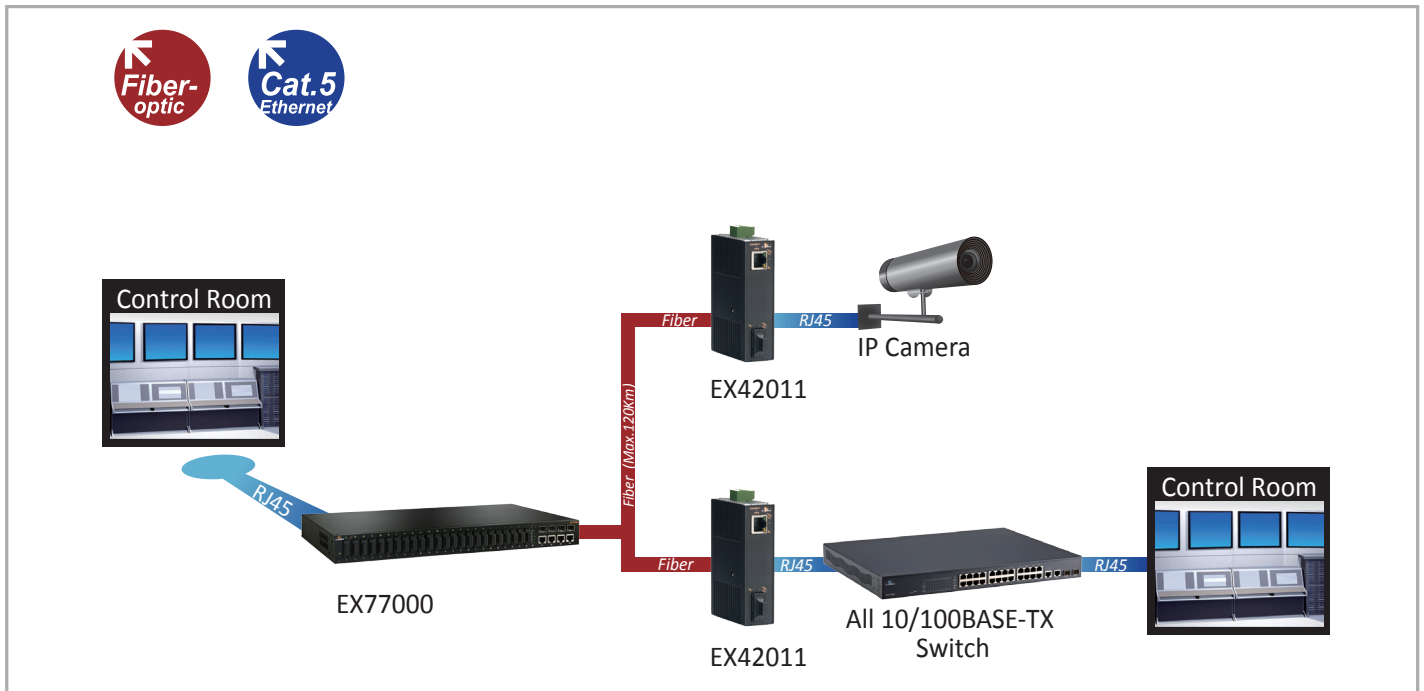 Fiber-
optic
Cat.5
Ethernet
Control Room
Fiber
RJ45
IP Camera
EX42011
Fiber (Max.120Km)
RJ45
Control Room
Fiber
RJ45
RJ45
EX77000
All 10/100BASE-TX
Switch
EX42011